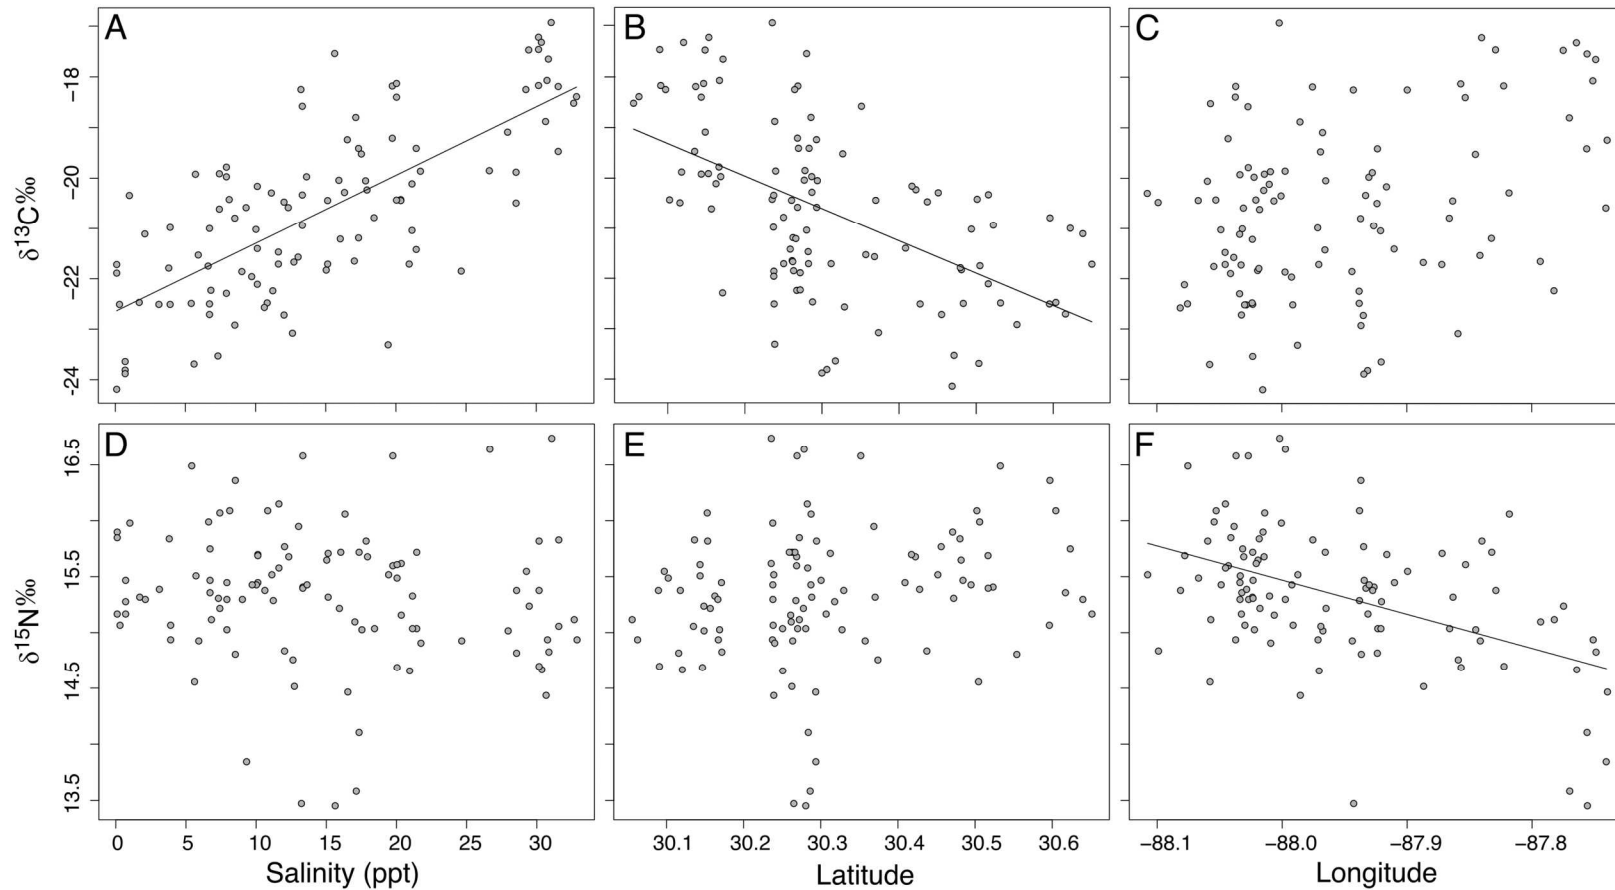 A
B
C
δ¹³C‰
-18
-20
-22
-24
D
E
F
δ¹⁵N‰
16.5
15.5
14.5
13.5
0 5 10 15 20 25 30
30.1 30.2 30.3 30.4 30.5 30.6
−88.1 −88.0 −87.9 −87.8
Salinity (ppt)
Latitude
Longitude